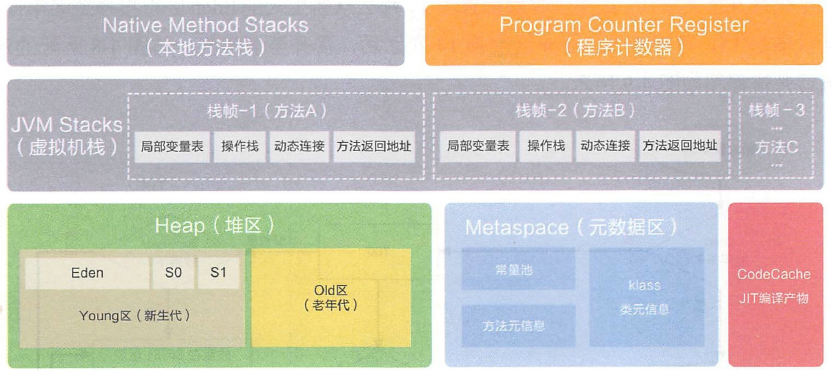 Native Method Stacks
（本地方法栈）
Program Counter Register
（程序计数器）
JVM Stacks
（虚拟机栈）
栈帧-1（方法A）
局部变量表
操作栈
动态连接
方法返回地址
栈帧-2（方法B）
局部变量表
操作栈
动态连接
方法返回地址
栈帧-3
...
方法C
...
Heap（堆区）
Eden
S0
S1
Young区（新生代）
Old区
（老年代）
Metaspace（元数据区）
常量池
方法元信息
klass
类元信息
CodeCache
JIT编译产物